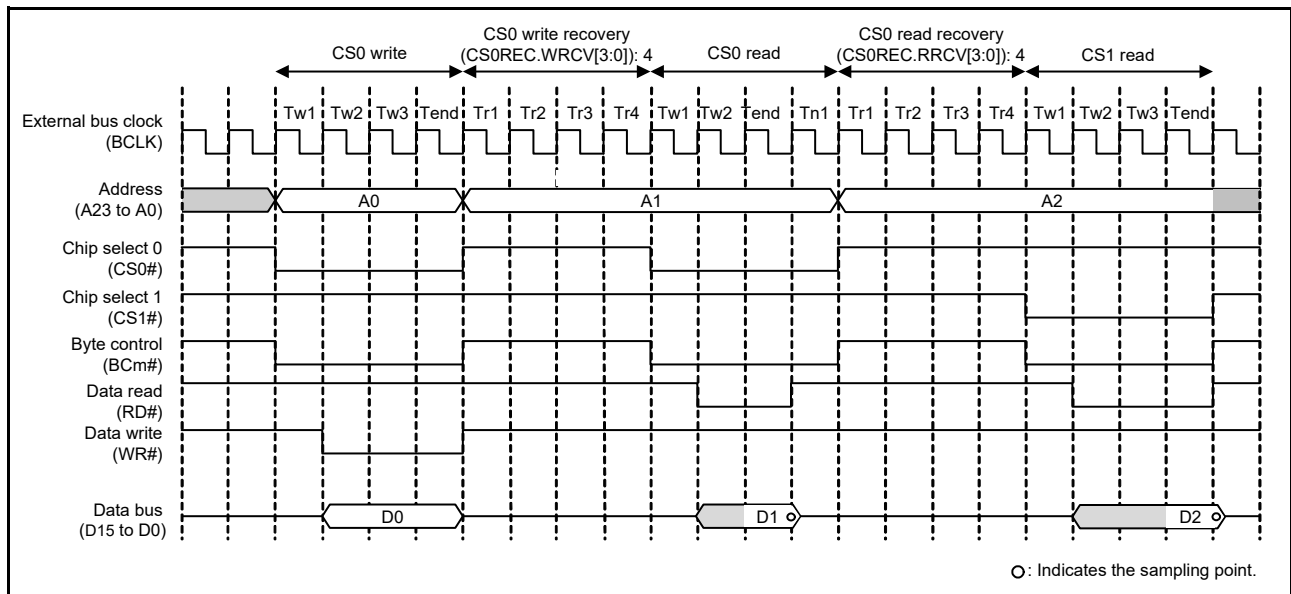 CS0 write
CS0 write recovery
(CS0REC.WRCV[3:0]): 4
CS0 read
CS0 read recovery
(CS0REC.RRCV[3:0]): 4
CS1 read
Tw1 Tw2 Tw3 Tend Tr1 Tr2 Tr3 Tr4 Tw1 Tw2 Tend Tn1 Tr1 Tr2 Tr3 Tr4 Tw1 Tw2 Tw3 Tend
External bus clock
(BCLK)
Address
(A23 to A0)
A0 A1 A2
Chip select 0
(CS0#)
Chip select 1
(CS1#)
Byte control
(BCm#)
Data read
(RD#)
Data write
(WR#)
Data bus
(D15 to D0)
D0 D1 D2
: Indicates the sampling point.